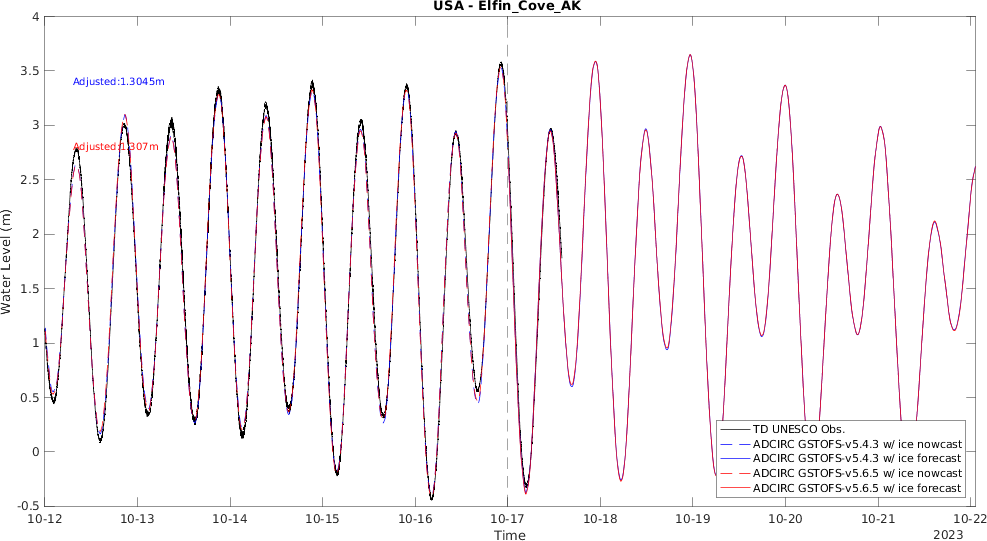 USA - Elfin_Cove_AK
Adjusted:1.3045m
Adjusted:1.307m
Water Level (m)
4
3.5
3
2.5
2
1.5
1
0.5
0
-0.5
TD UNESCO Obs.
ADCIRC GSTOFS-v5.4.3 w/ ice nowcast
ADCIRC GSTOFS-v5.4.3 w/ ice forecast
ADCIRC GSTOFS-v5.6.5 w/ ice nowcast
ADCIRC GSTOFS-v5.6.5 w/ ice forecast
10-12 10-13 10-14 10-15 10-16 10-17 10-18 10-19 10-20 10-21 10-22
Time
2023